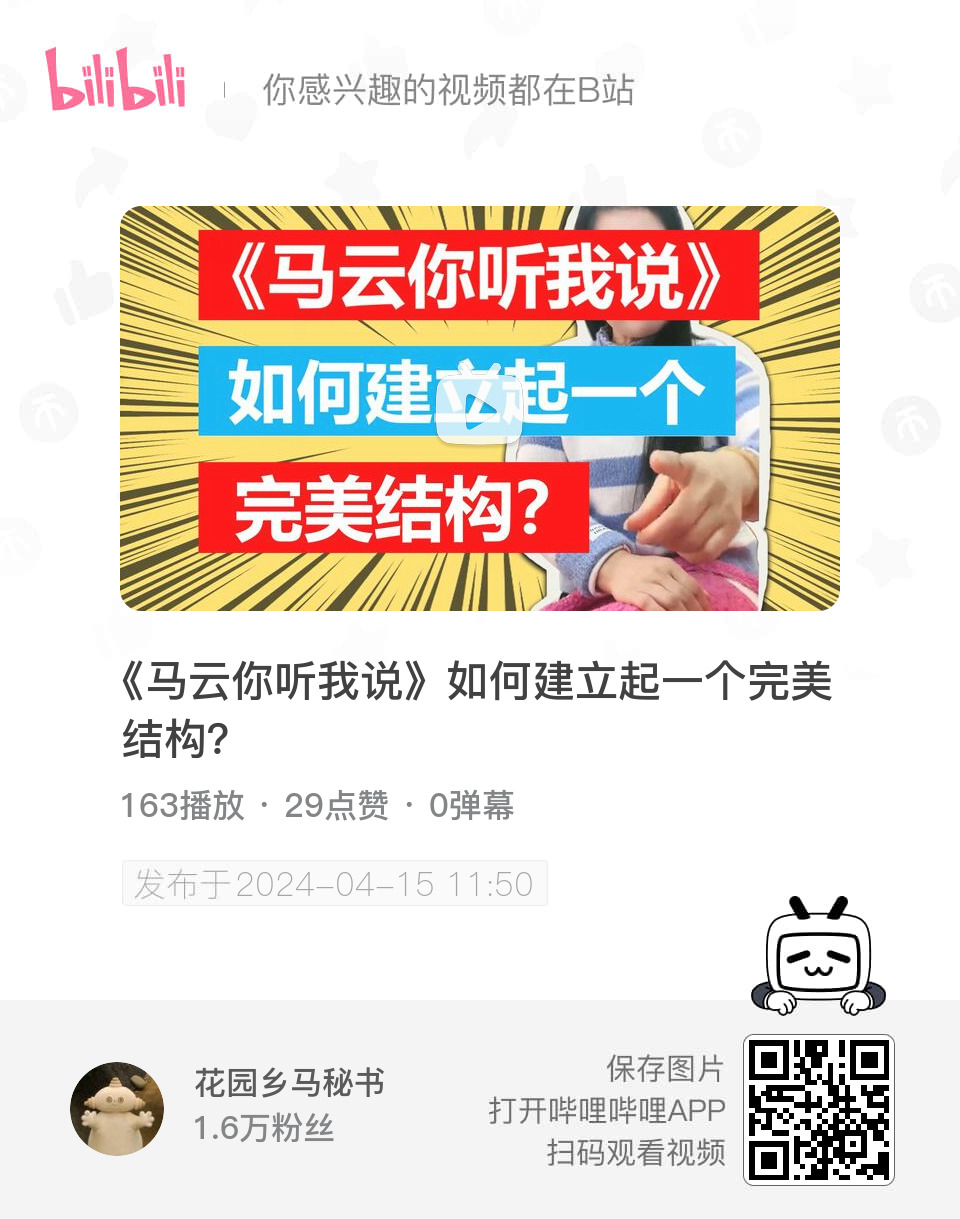 bilibili
你感兴趣的视频都在B站
《马云你听我说》
如何建立起一个
完美结构?
《马云你听我说》如何建立起一个完美
结构?
163播放 · 29点赞 · 0弹幕
发布于2024-04-15 11:50
花园乡马秘书
1.6万粉丝
保存图片
打开哔哩哔哩APP
扫码观看视频